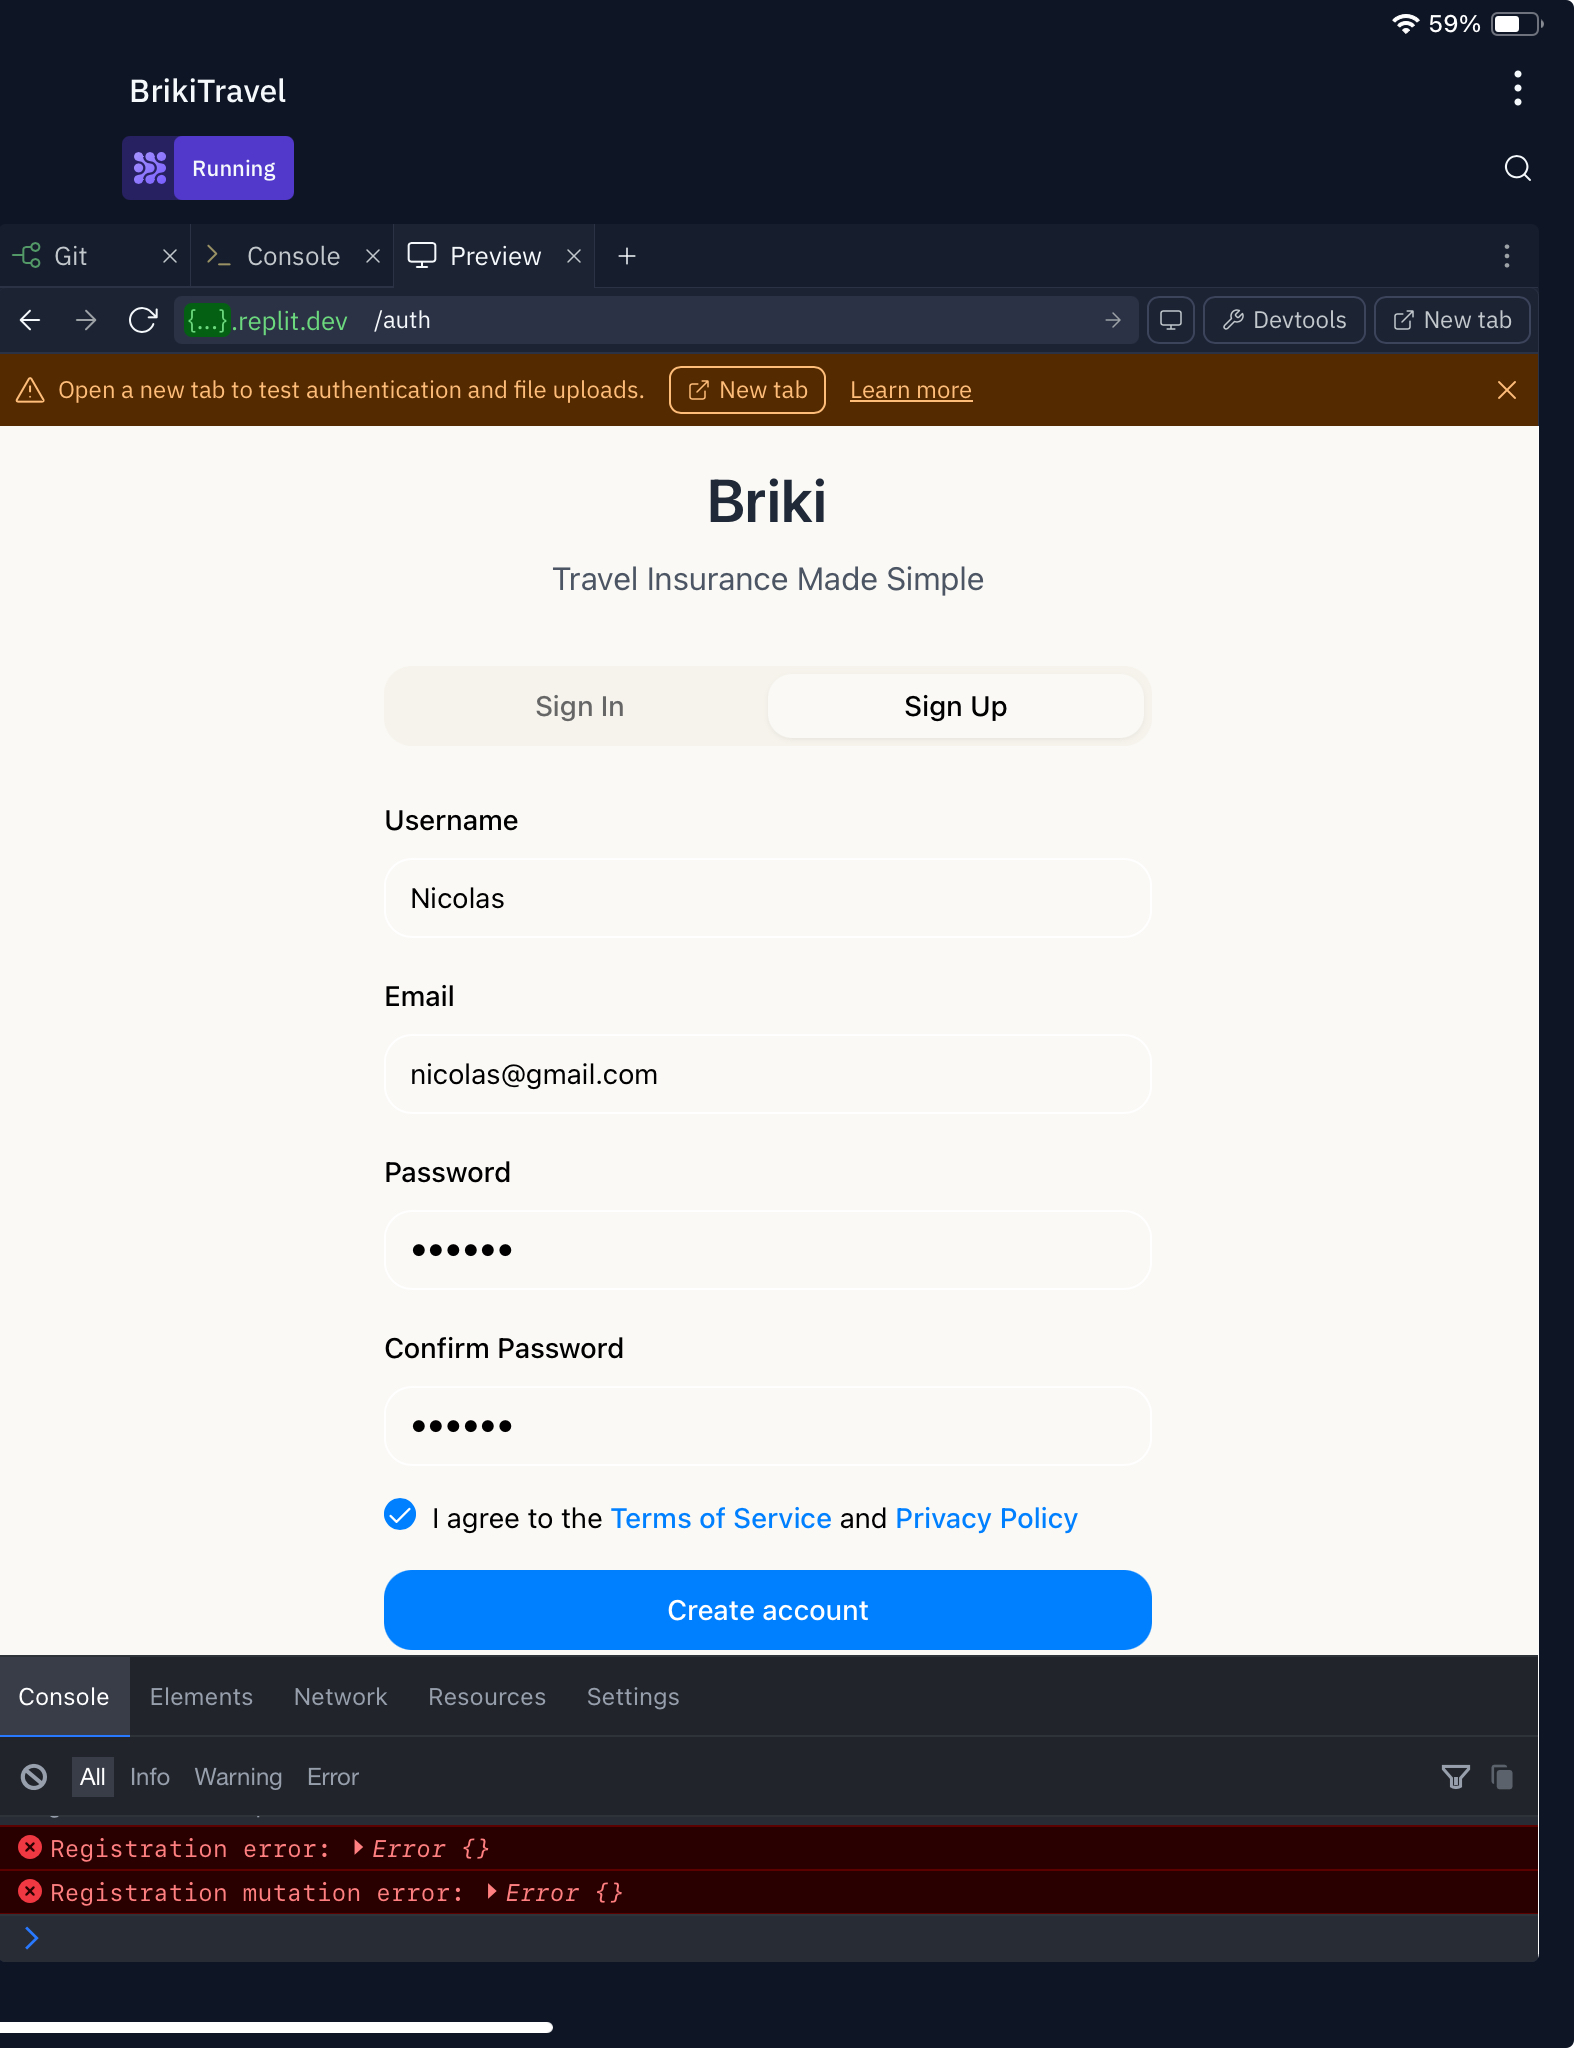 59%
BrikiTravel
Running
Git
Console
Preview
{...}.replit.dev /auth
Devtools
New tab
Open a new tab to test authentication and file uploads.
New tab
Learn more
Briki
Travel Insurance Made Simple
Sign In
Sign Up
Username
Nicolas
Email
nicolas@gmail.com
Password
••••••
Confirm Password
••••••
I agree to the Terms of Service and Privacy Policy
Create account
Console Elements Network Resources Settings
All Info Warning Error
Registration error: Error {}
Registration mutation error: Error {}